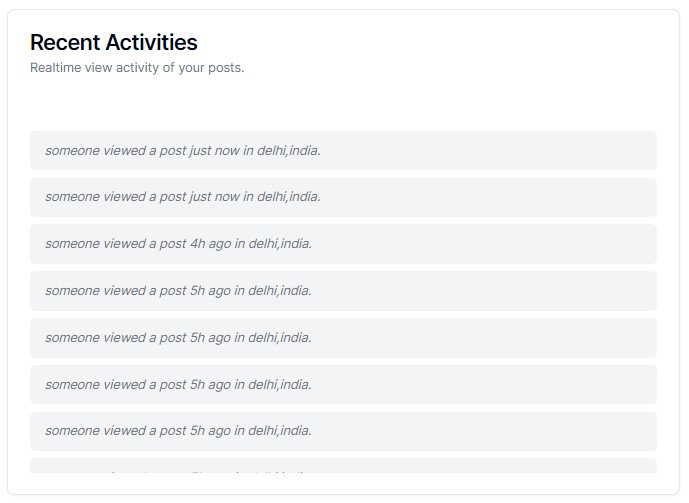 Recent Activities
Realtime view activity of your posts.
someone viewed a post just now in delhi,india.
someone viewed a post just now in delhi,india.
someone viewed a post 4h ago in delhi,india.
someone viewed a post 5h ago in delhi,india.
someone viewed a post 5h ago in delhi,india.
someone viewed a post 5h ago in delhi,india.
someone viewed a post 5h ago in delhi,india.